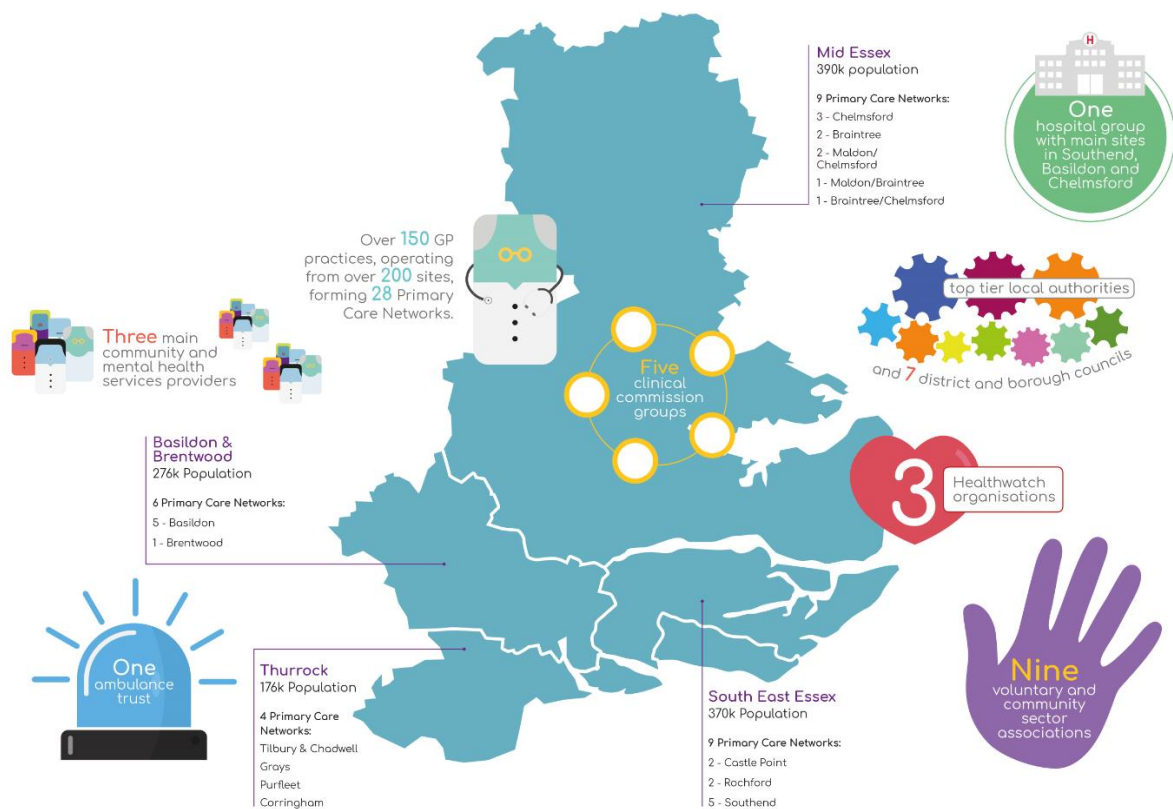 Mid Essex
390k population
9 Primary Care Networks:
3 - Chelmsford
2 - Braintree
2 - Maldon/
Chelmsford
1 - Maldon/Braintree
1 - Braintree/Chelmsford
H
One
hospital group
with main sites
in Southend,
Basildon and
Chelmsford
Over 150 GP
practices, operating
from over 200 sites,
forming 28 Primary
Care Networks.
top tier local authorities
and 7 district and borough councils
Three main
community and
mental health
services providers
Five
clinical
commission
groups
Basildon &
Brentwood
276k Population
6 Primary Care Networks:
5 - Basildon
1 - Brentwood
3
Healthwatch
organisations
One
ambulance
trust
Thurrock
176k Population
4 Primary Care
Networks:
Tilbury & Chadwell
Grays
Purfleet
Corringham
South East Essex
370k Population
9 Primary Care Networks:
2 - Castle Point
2 - Rochford
5 - Southend
Nine
voluntary and
community
sector
associations